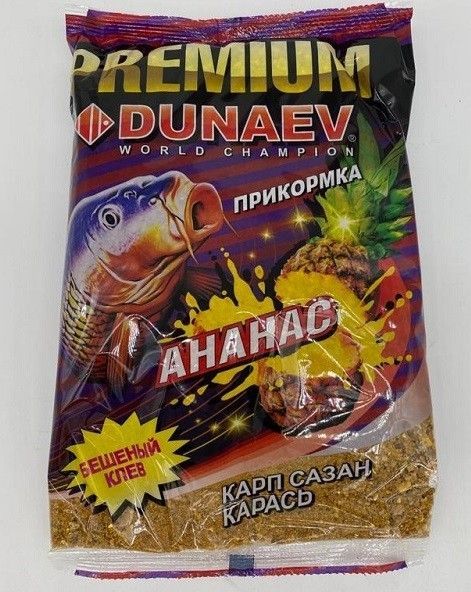 PREMIUM
DUNAEV®
WORLD CHAMPION
ПРИКОРМКА
АНАНАС
БЕШЕНЫЙ
КЛЕВ
КАРП САЗАН
КАРАСЬ